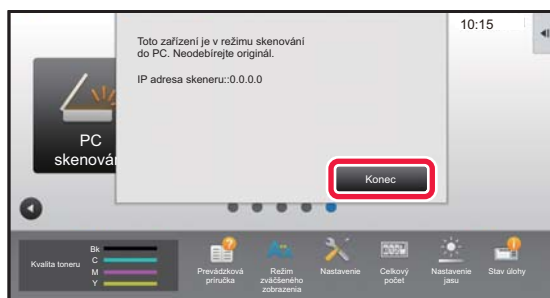 10:15
Toto zařízení je v režimu skenování
do PC. Neodebírejte originál.
IP adresa skeneru::0.0.0.0
PC
Konec
Kvalita toneru
Bk
C
M
Y
Prevádzková
príručka
Režim
zväčšeného
zobrazenia
Nastavenie
Celkový
počet
Nastavenie
jasu
Stav úlohy